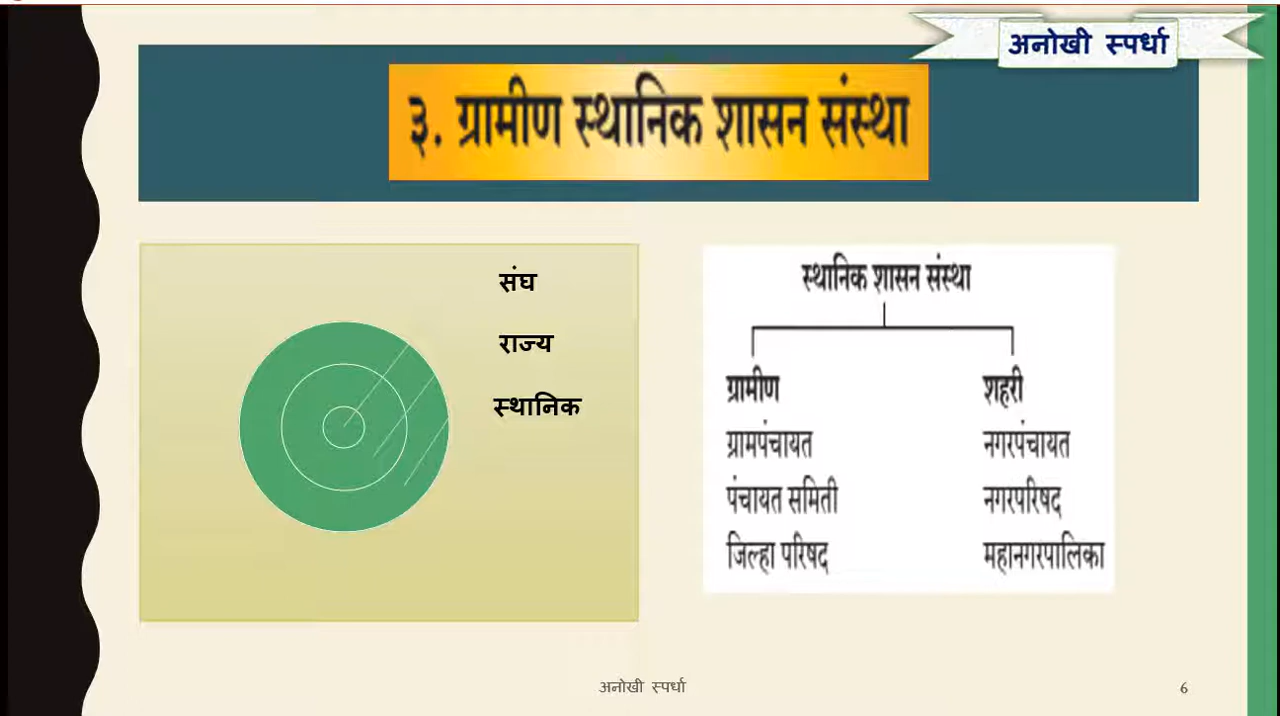 अनोखी स्पर्धा
३. ग्रामीण स्थानिक शासन संस्था
संघ
राज्य
स्थानिक
स्थानिक शासन संस्था
ग्रामीण शहरी
ग्रामपंचायत नगरपंचायत
पंचायत समिती नगरपरिषद
जिल्हा परिषद महानगरपालिका
अनोखी स्पर्धा 6